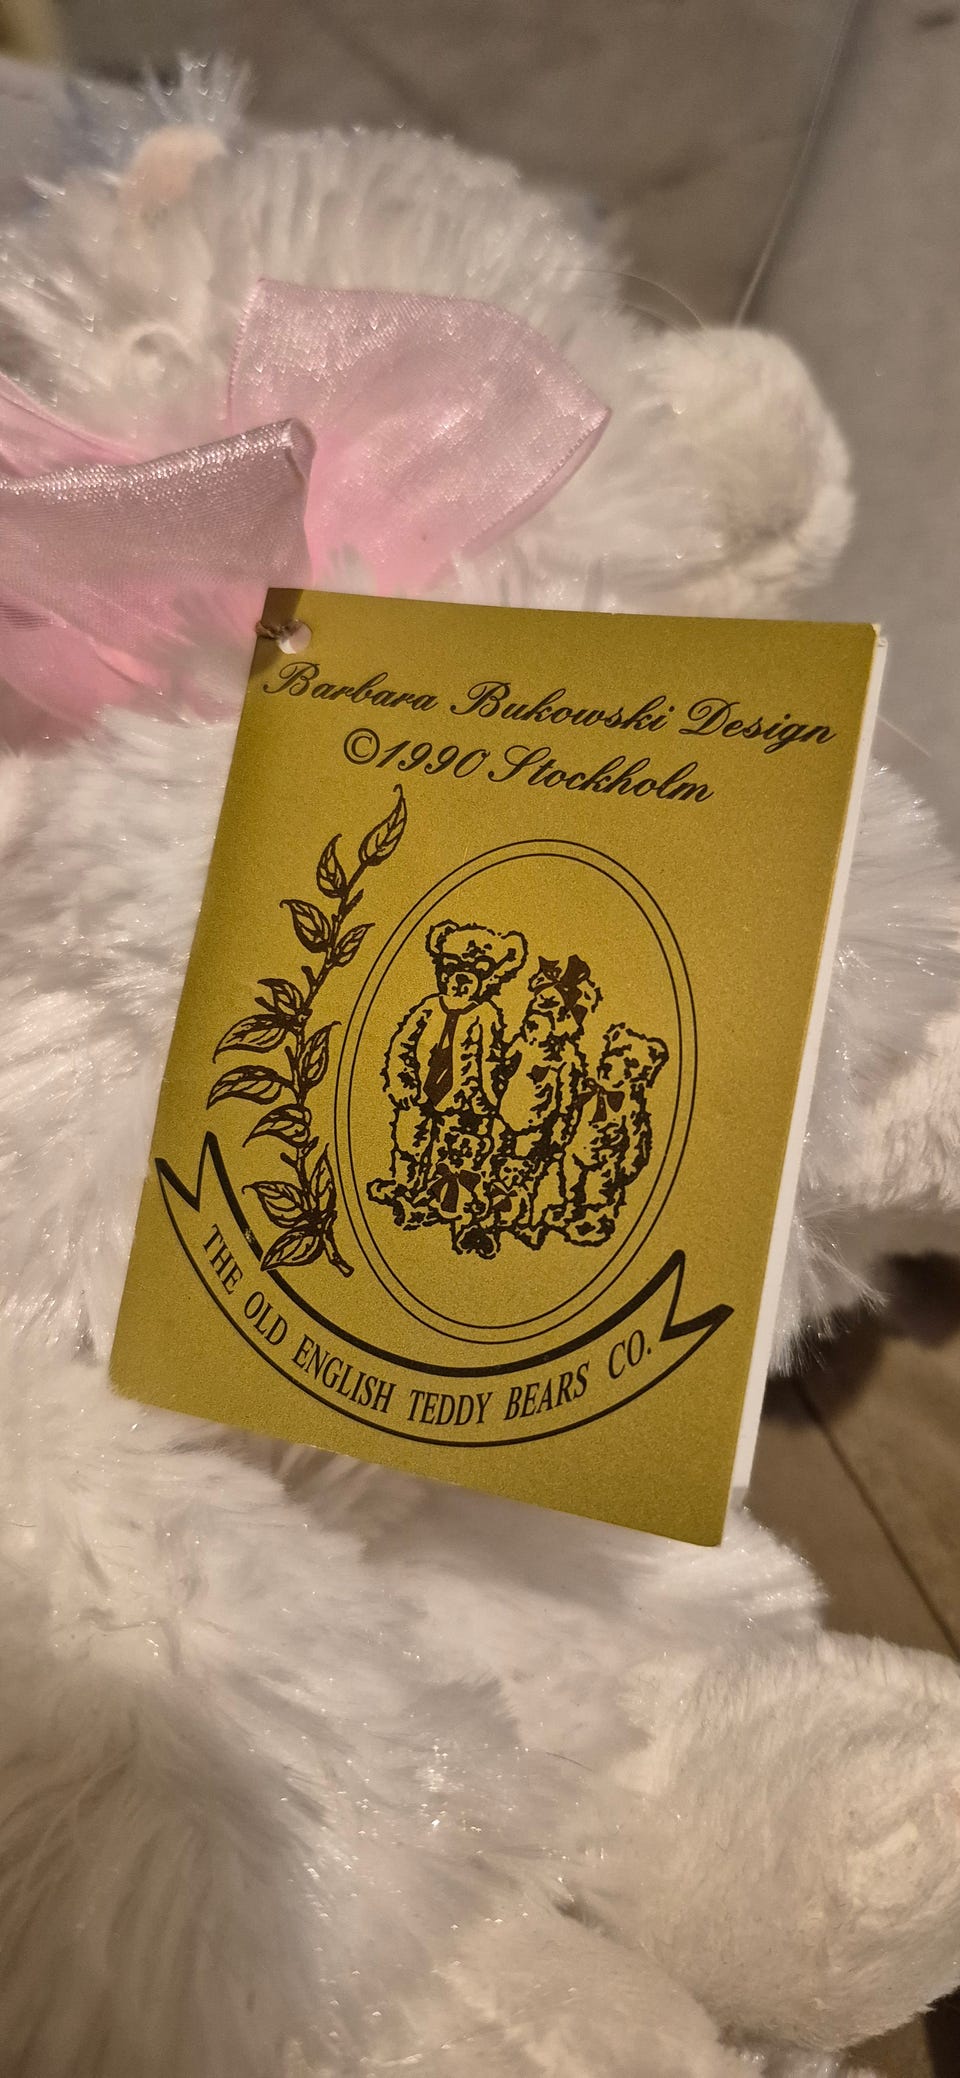 Barbara Bukowski Design
©1990 Stockholm
THE OLD ENGLISH TEDDY BEARS CO.